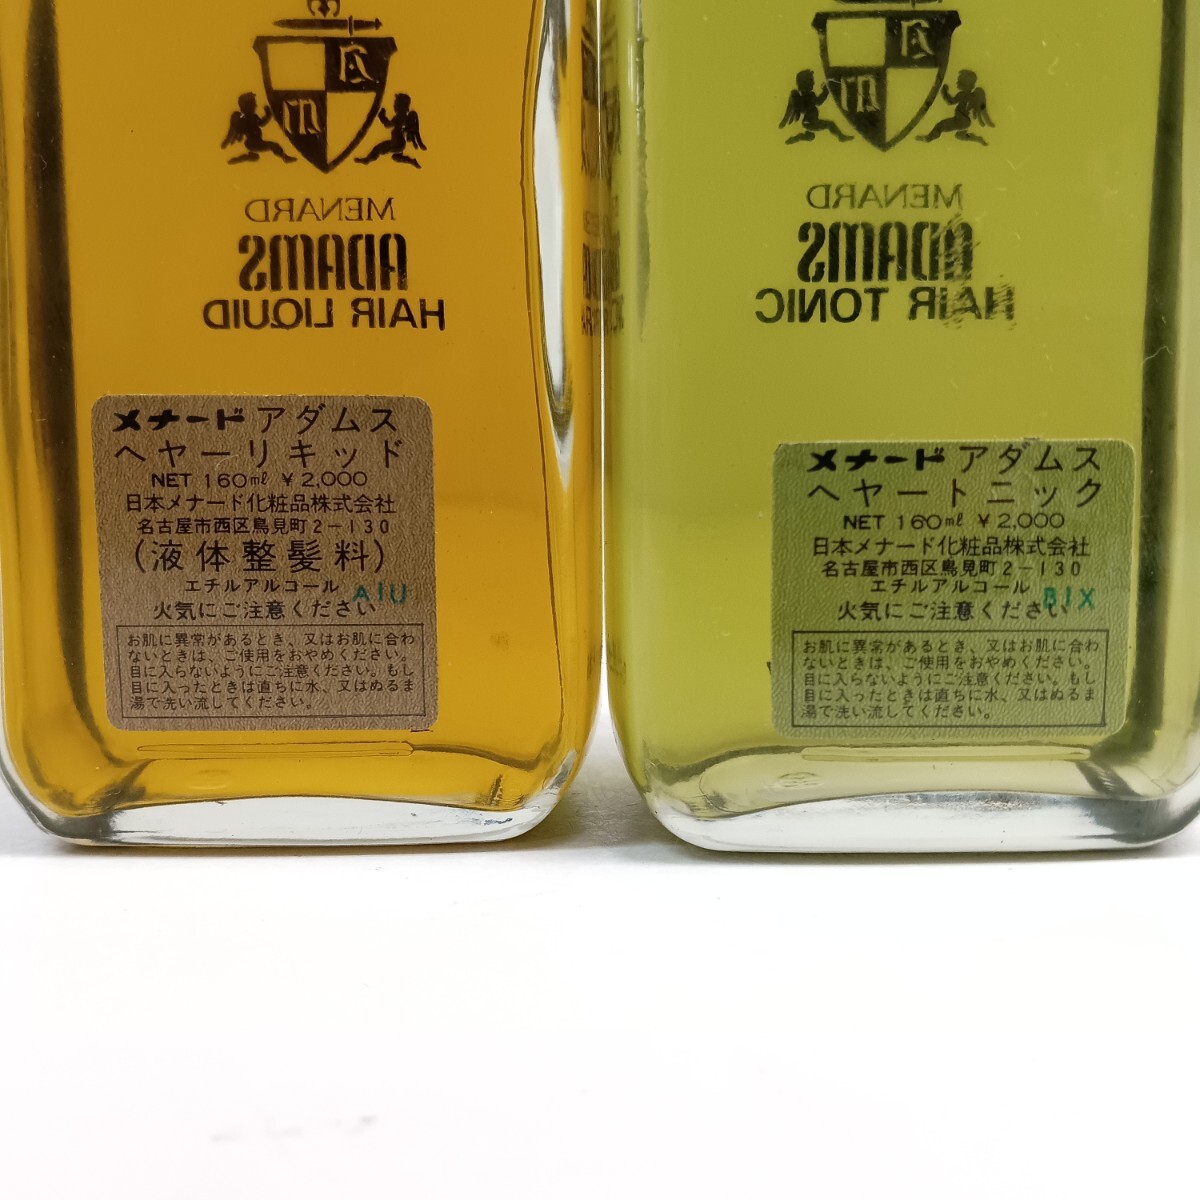 MENARD
ADAMS
HAIR LIQUID
メナード アダムス
ヘヤーリキッド
NET 160ml ¥2,000
日本メナード化粧品株式会社
名古屋市西区鳥見町2-130
(液体整髪料)
エチルアルコール
A1U
火気にご注意ください
お肌に異常があるとき、又はお肌に合わ
ないときは、ご使用をおやめください。
目に入らないようにご注意ください。もし
目に入ったときは直ちに水、又はぬるま
湯で洗い流してください。
MENARD
ADAMS
HAIR TONIC
メナード アダムス
ヘヤートニック
NET 160ml ¥2,000
日本メナード化粧品株式会社
名古屋市西区鳥見町2-130
エチルアルコール
火気にご注意ください
B1X
お肌に異常があるとき、又はお肌に合わ
ないときは、ご使用をおやめください。
目に入らないようにご注意ください。もし
目に入ったときは直ちに水、又はぬるま
湯で洗い流してください。